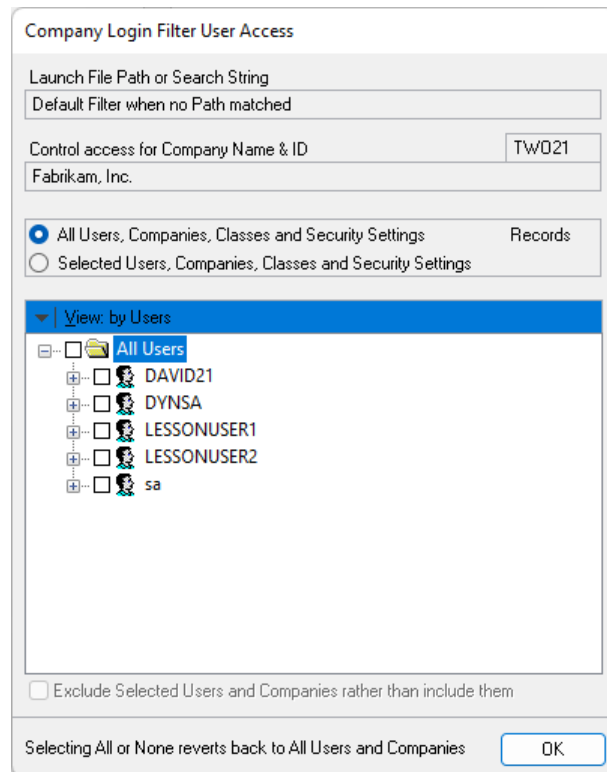 Company Login Filter User Access
Launch File Path or Search String
Default Filter when no Path matched
Control access for Company Name & ID TWO21
Fabrikam, Inc.
All Users, Companies, Classes and Security Settings Records
Selected Users, Companies, Classes and Security Settings
View: by Users
All Users
DAVID21
DYNSA
LESSONUSER1
LESSONUSER2
sa
Exclude Selected Users and Companies rather than include them
Selecting All or None reverts back to All Users and Companies OK